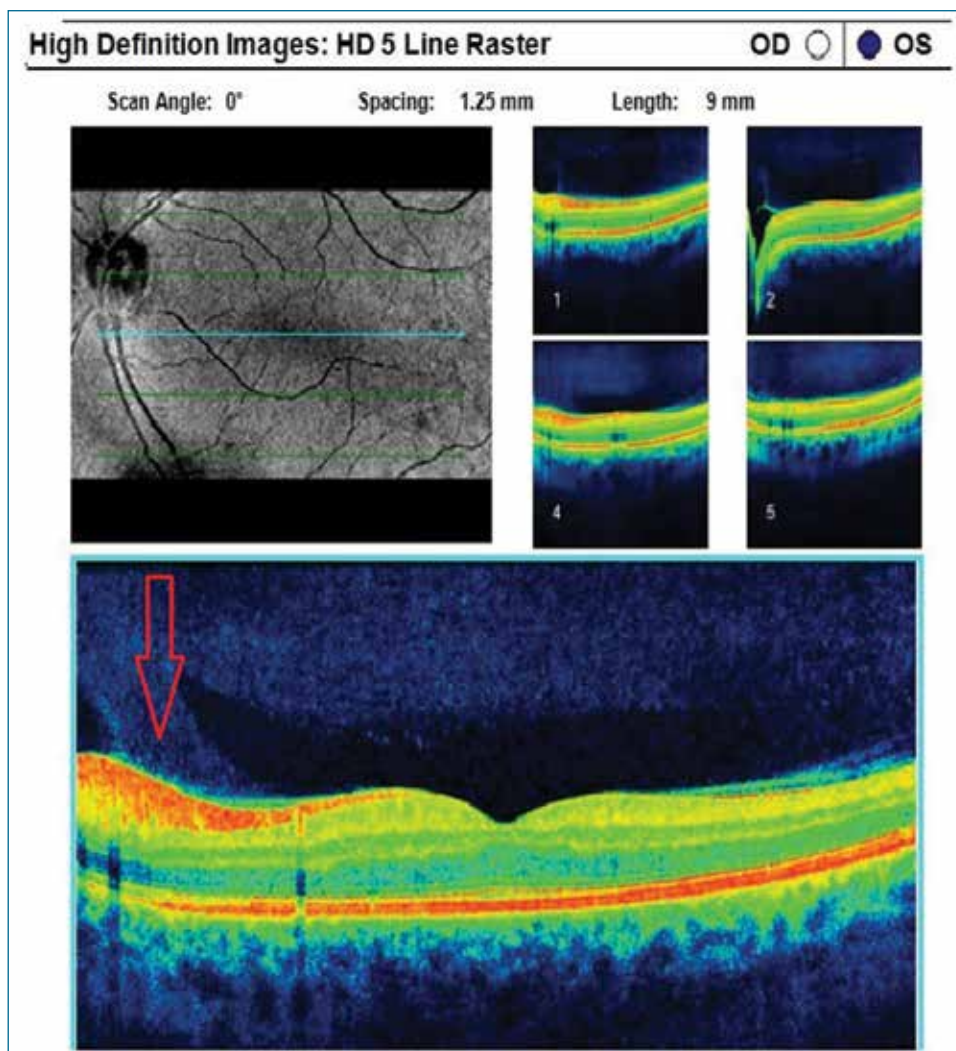 High Definition Images: HD 5 Line Raster OD OS
Scan Angle: 0° Spacing: 1.25 mm Length: 9 mm
1 2
4 5